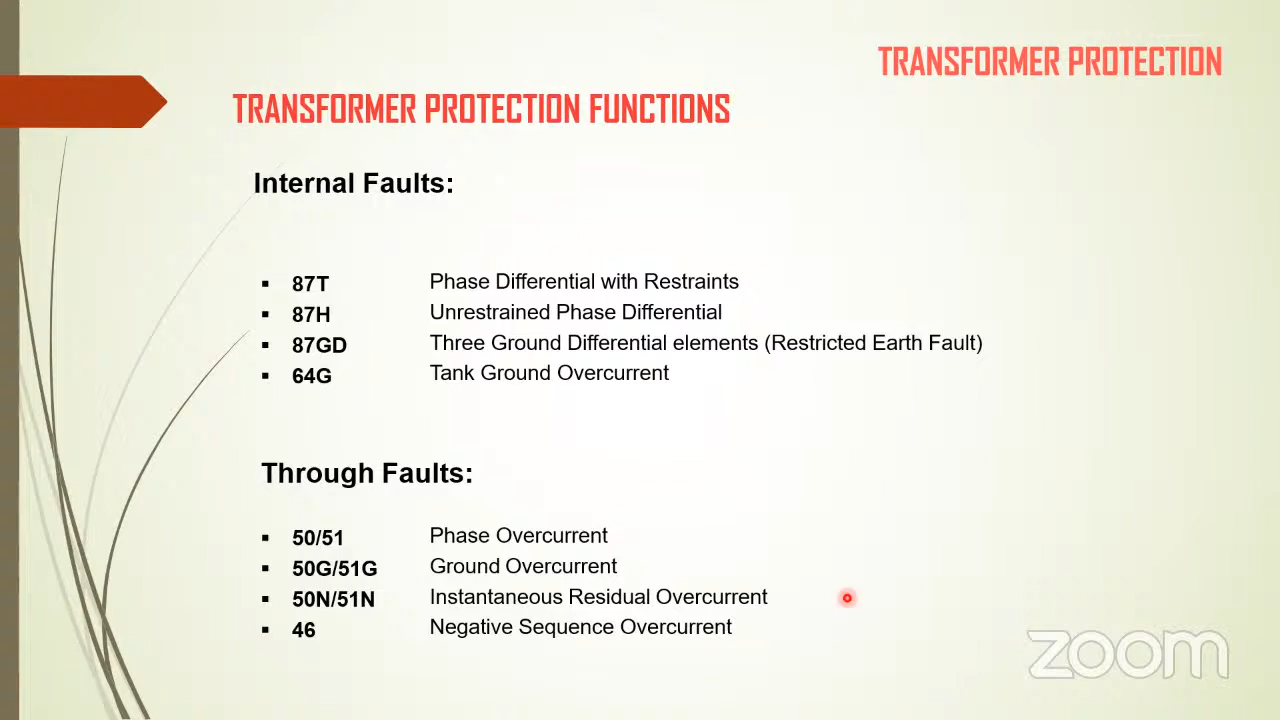 TRANSFORMER PROTECTION
TRANSFORMER PROTECTION FUNCTIONS
Internal Faults:
▪ 87T Phase Differential with Restraints
▪ 87H Unrestrained Phase Differential
▪ 87GD Three Ground Differential elements (Restricted Earth Fault)
▪ 64G Tank Ground Overcurrent
Through Faults:
▪ 50/51 Phase Overcurrent
▪ 50G/51G Ground Overcurrent
▪ 50N/51N Instantaneous Residual Overcurrent
▪ 46 Negative Sequence Overcurrent
zoom